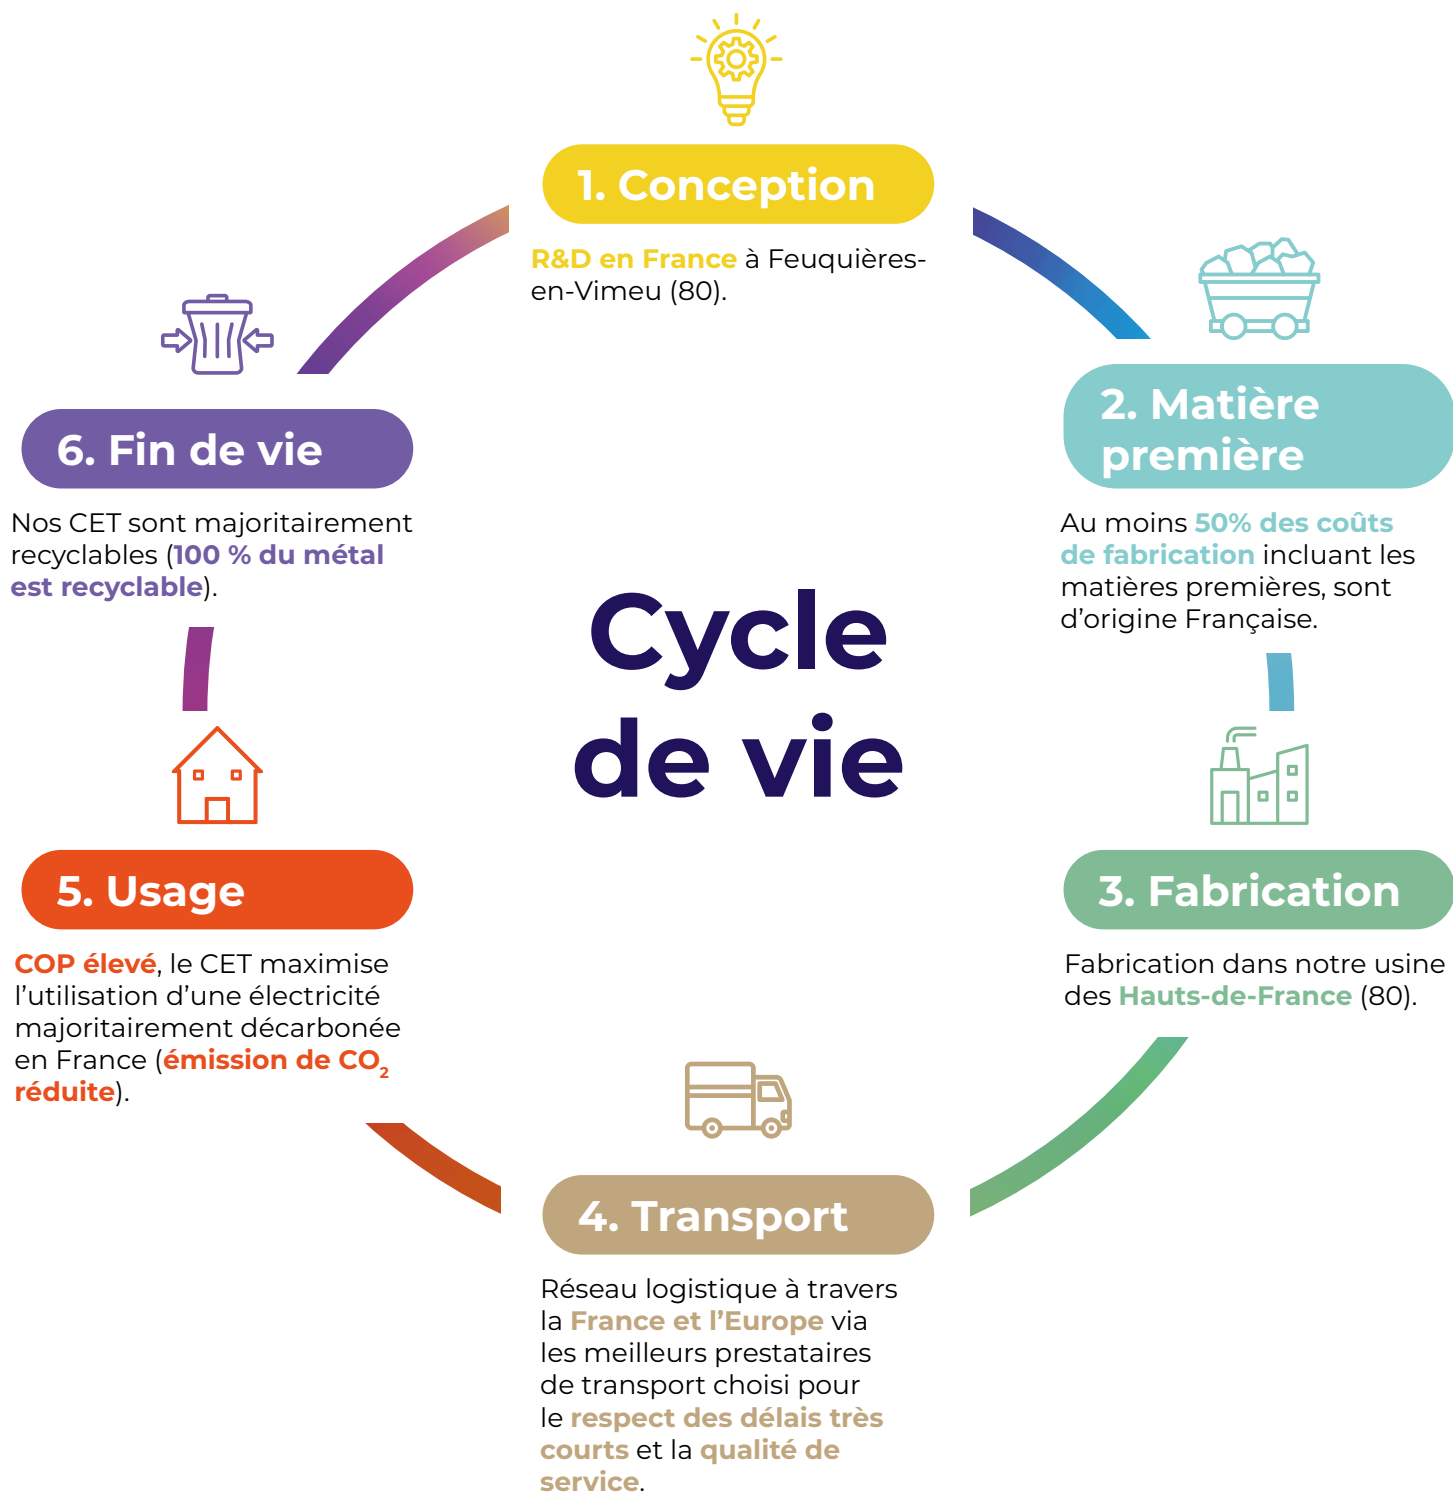 1. Conception
R&D en France à Feuquières-
en-Vimeu (80).
2. Matière
première
Au moins 50% des coûts
de fabrication incluant les
matières premières, sont
d’origine Française.
3. Fabrication
Fabrication dans notre usine
des Hauts-de-France (80).
4. Transport
Réseau logistique à travers
la France et l’Europe via
les meilleurs prestataires
de transport choisi pour
le respect des délais très
courts et la qualité de
service.
5. Usage
COP élevé, le CET maximise
l’utilisation d’une électricité
majoritairement décarbonée
en France (émission de CO₂
réduite).
6. Fin de vie
Nos CET sont majoritairement
recyclables (100 % du métal
est recyclable).
Cycle
de vie